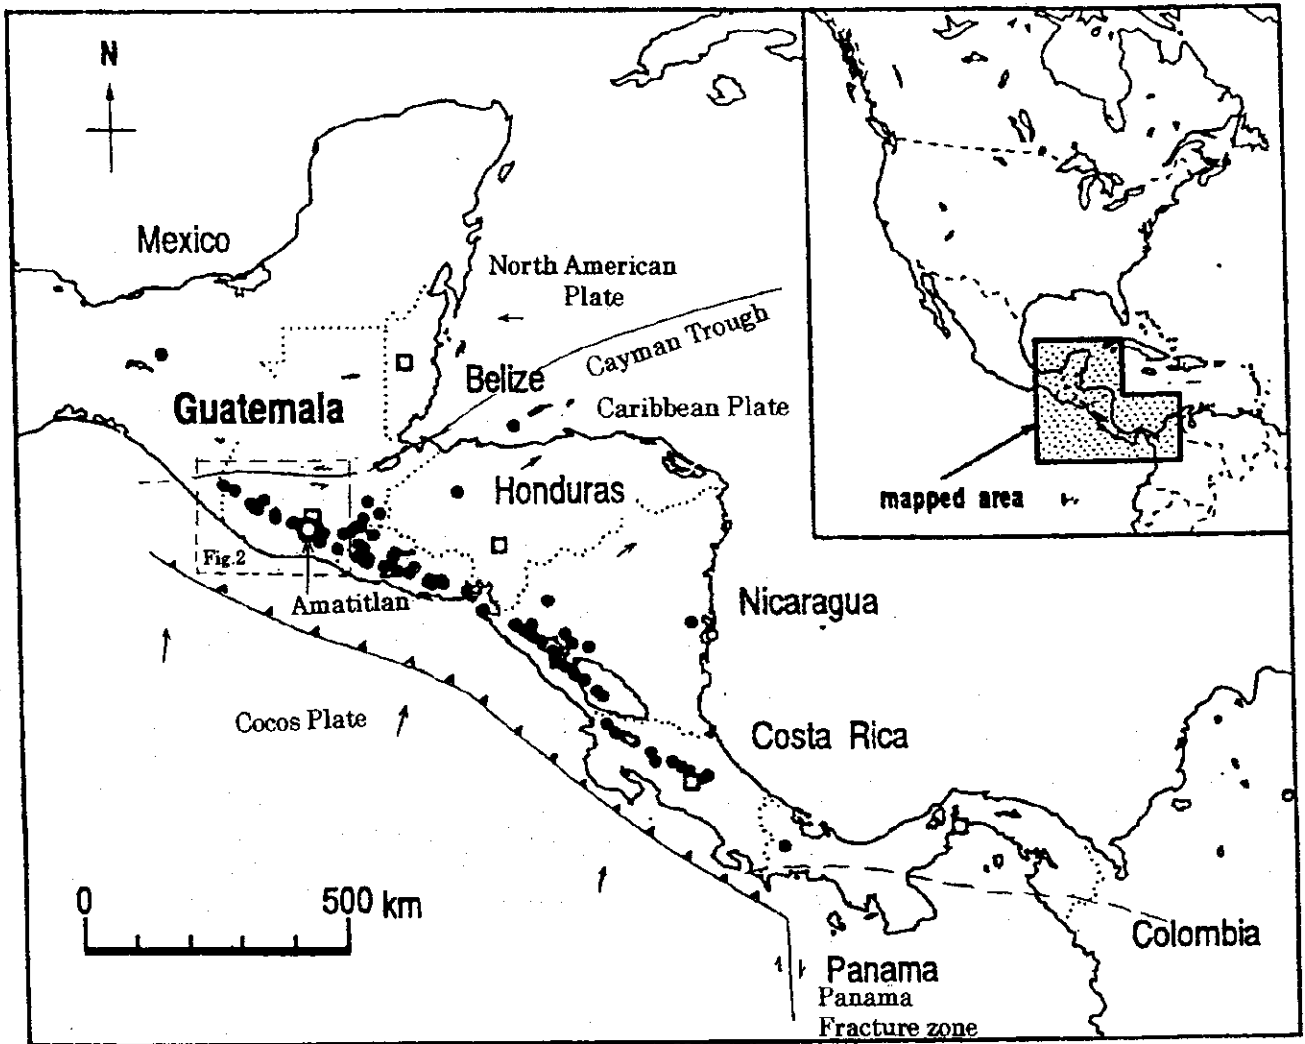 N
Mexico
North American
Plate
Cayman Trough
Belize
Guatemala
Caribbean Plate
Honduras
mapped area
Fig.2
Amatitlan
Nicaragua
Cocos Plate
Costa Rica
0
500 km
Colombia
Panama
Panama
Fracture zone